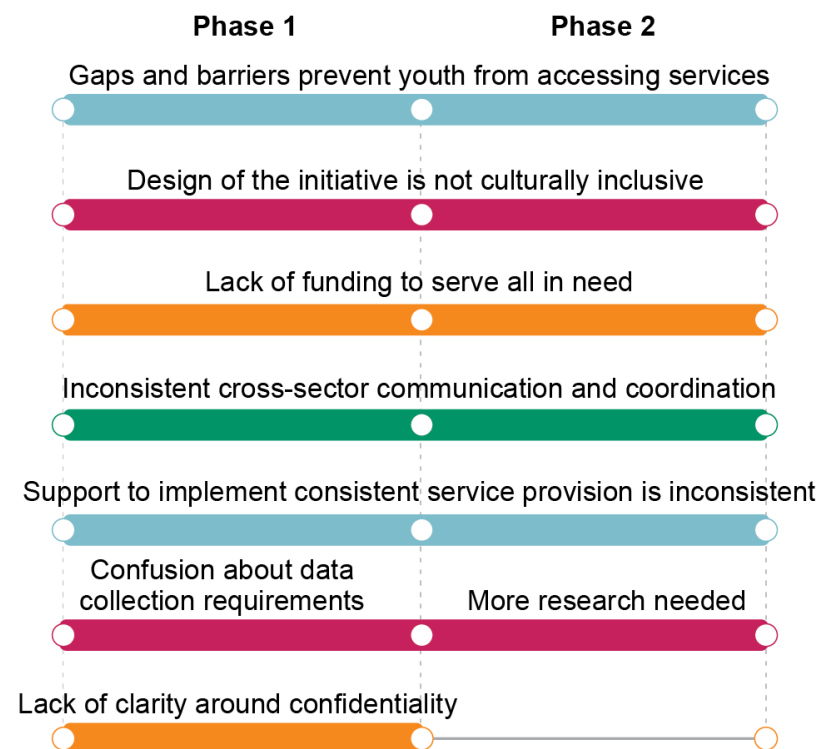 Phase 1
Phase 2
Gaps and barriers prevent youth from accessing services
Design of the initiative is not culturally inclusive
Lack of funding to serve all in need
Inconsistent cross-sector communication and coordination
Support to implement consistent service provision is inconsistent
Confusion about data
collection requirements
More research needed
Lack of clarity around confidentiality